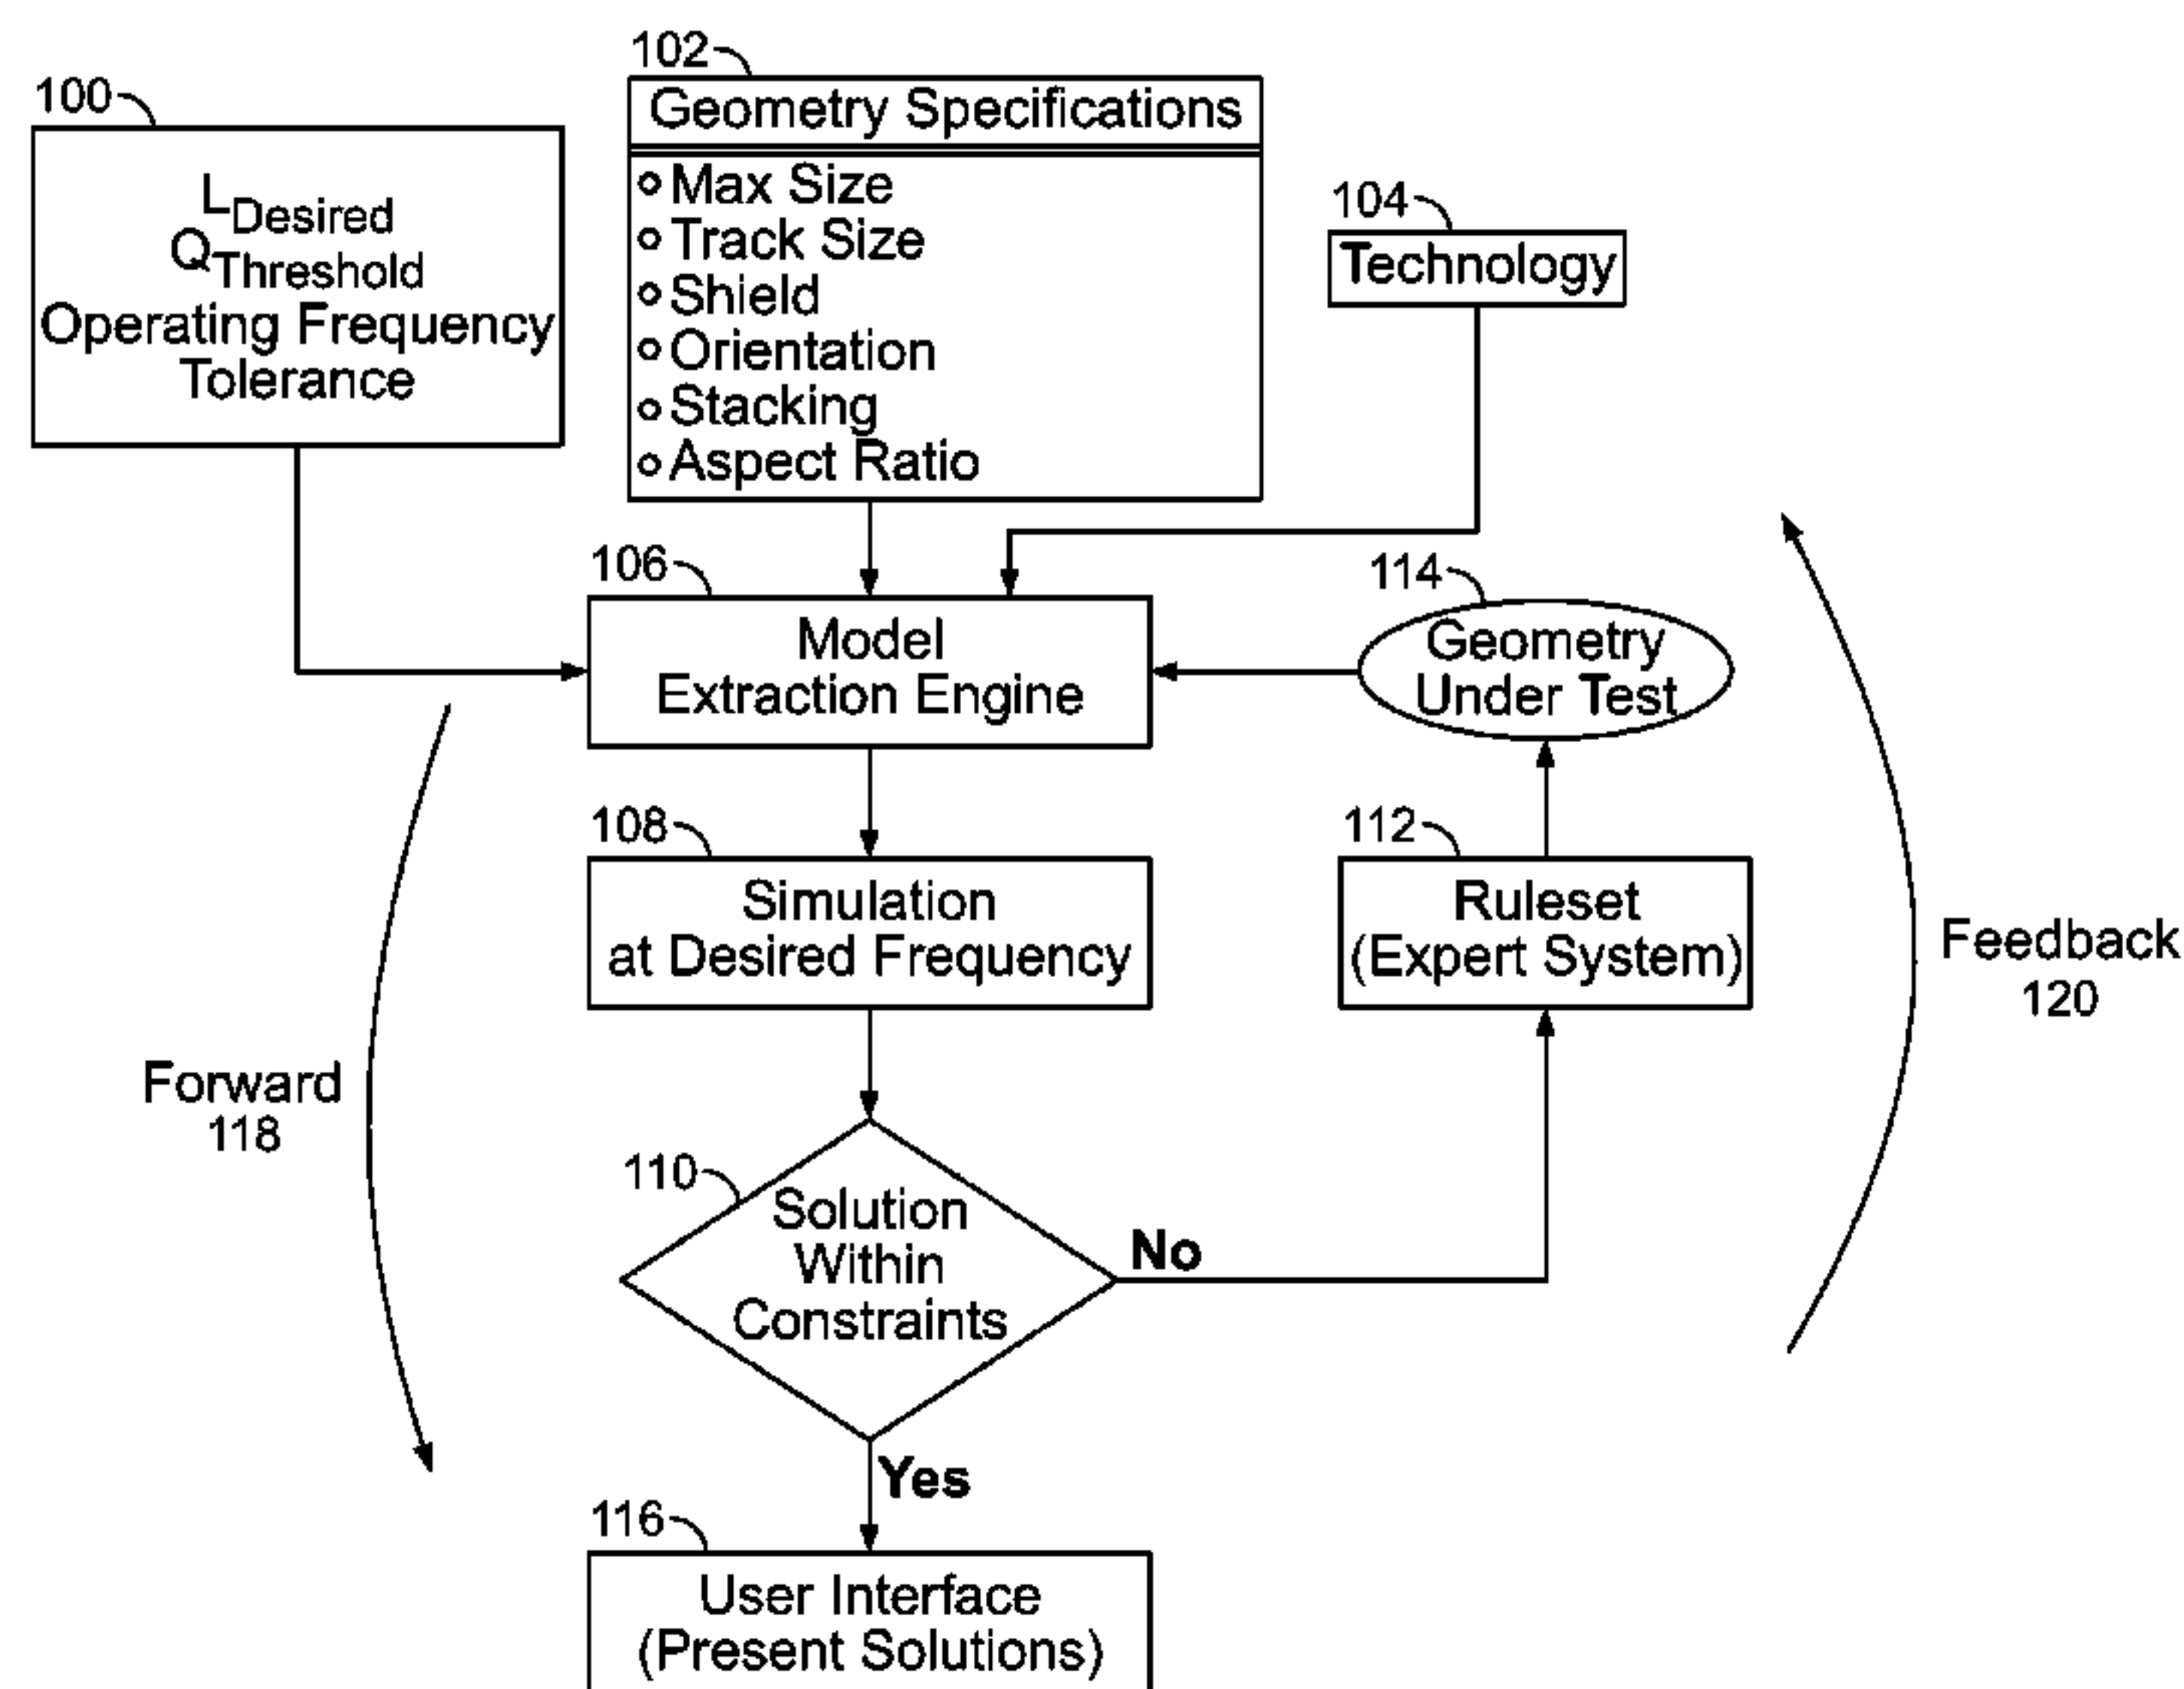 100
L Desired
Q Threshold
Operating Frequency
Tolerance
102
Geometry Specifications
Max Size
Track Size
Shield
Orientation
Stacking
Aspect Ratio
104
Technology
106
Model
Extraction Engine
114
Geometry
Under Test
108
Simulation
at Desired Frequency
112
Ruleset
(Expert System)
Feedback
120
Forward
118
110
Solution
Within
Constraints
No
Yes
116
User Interface
(Present Solutions)